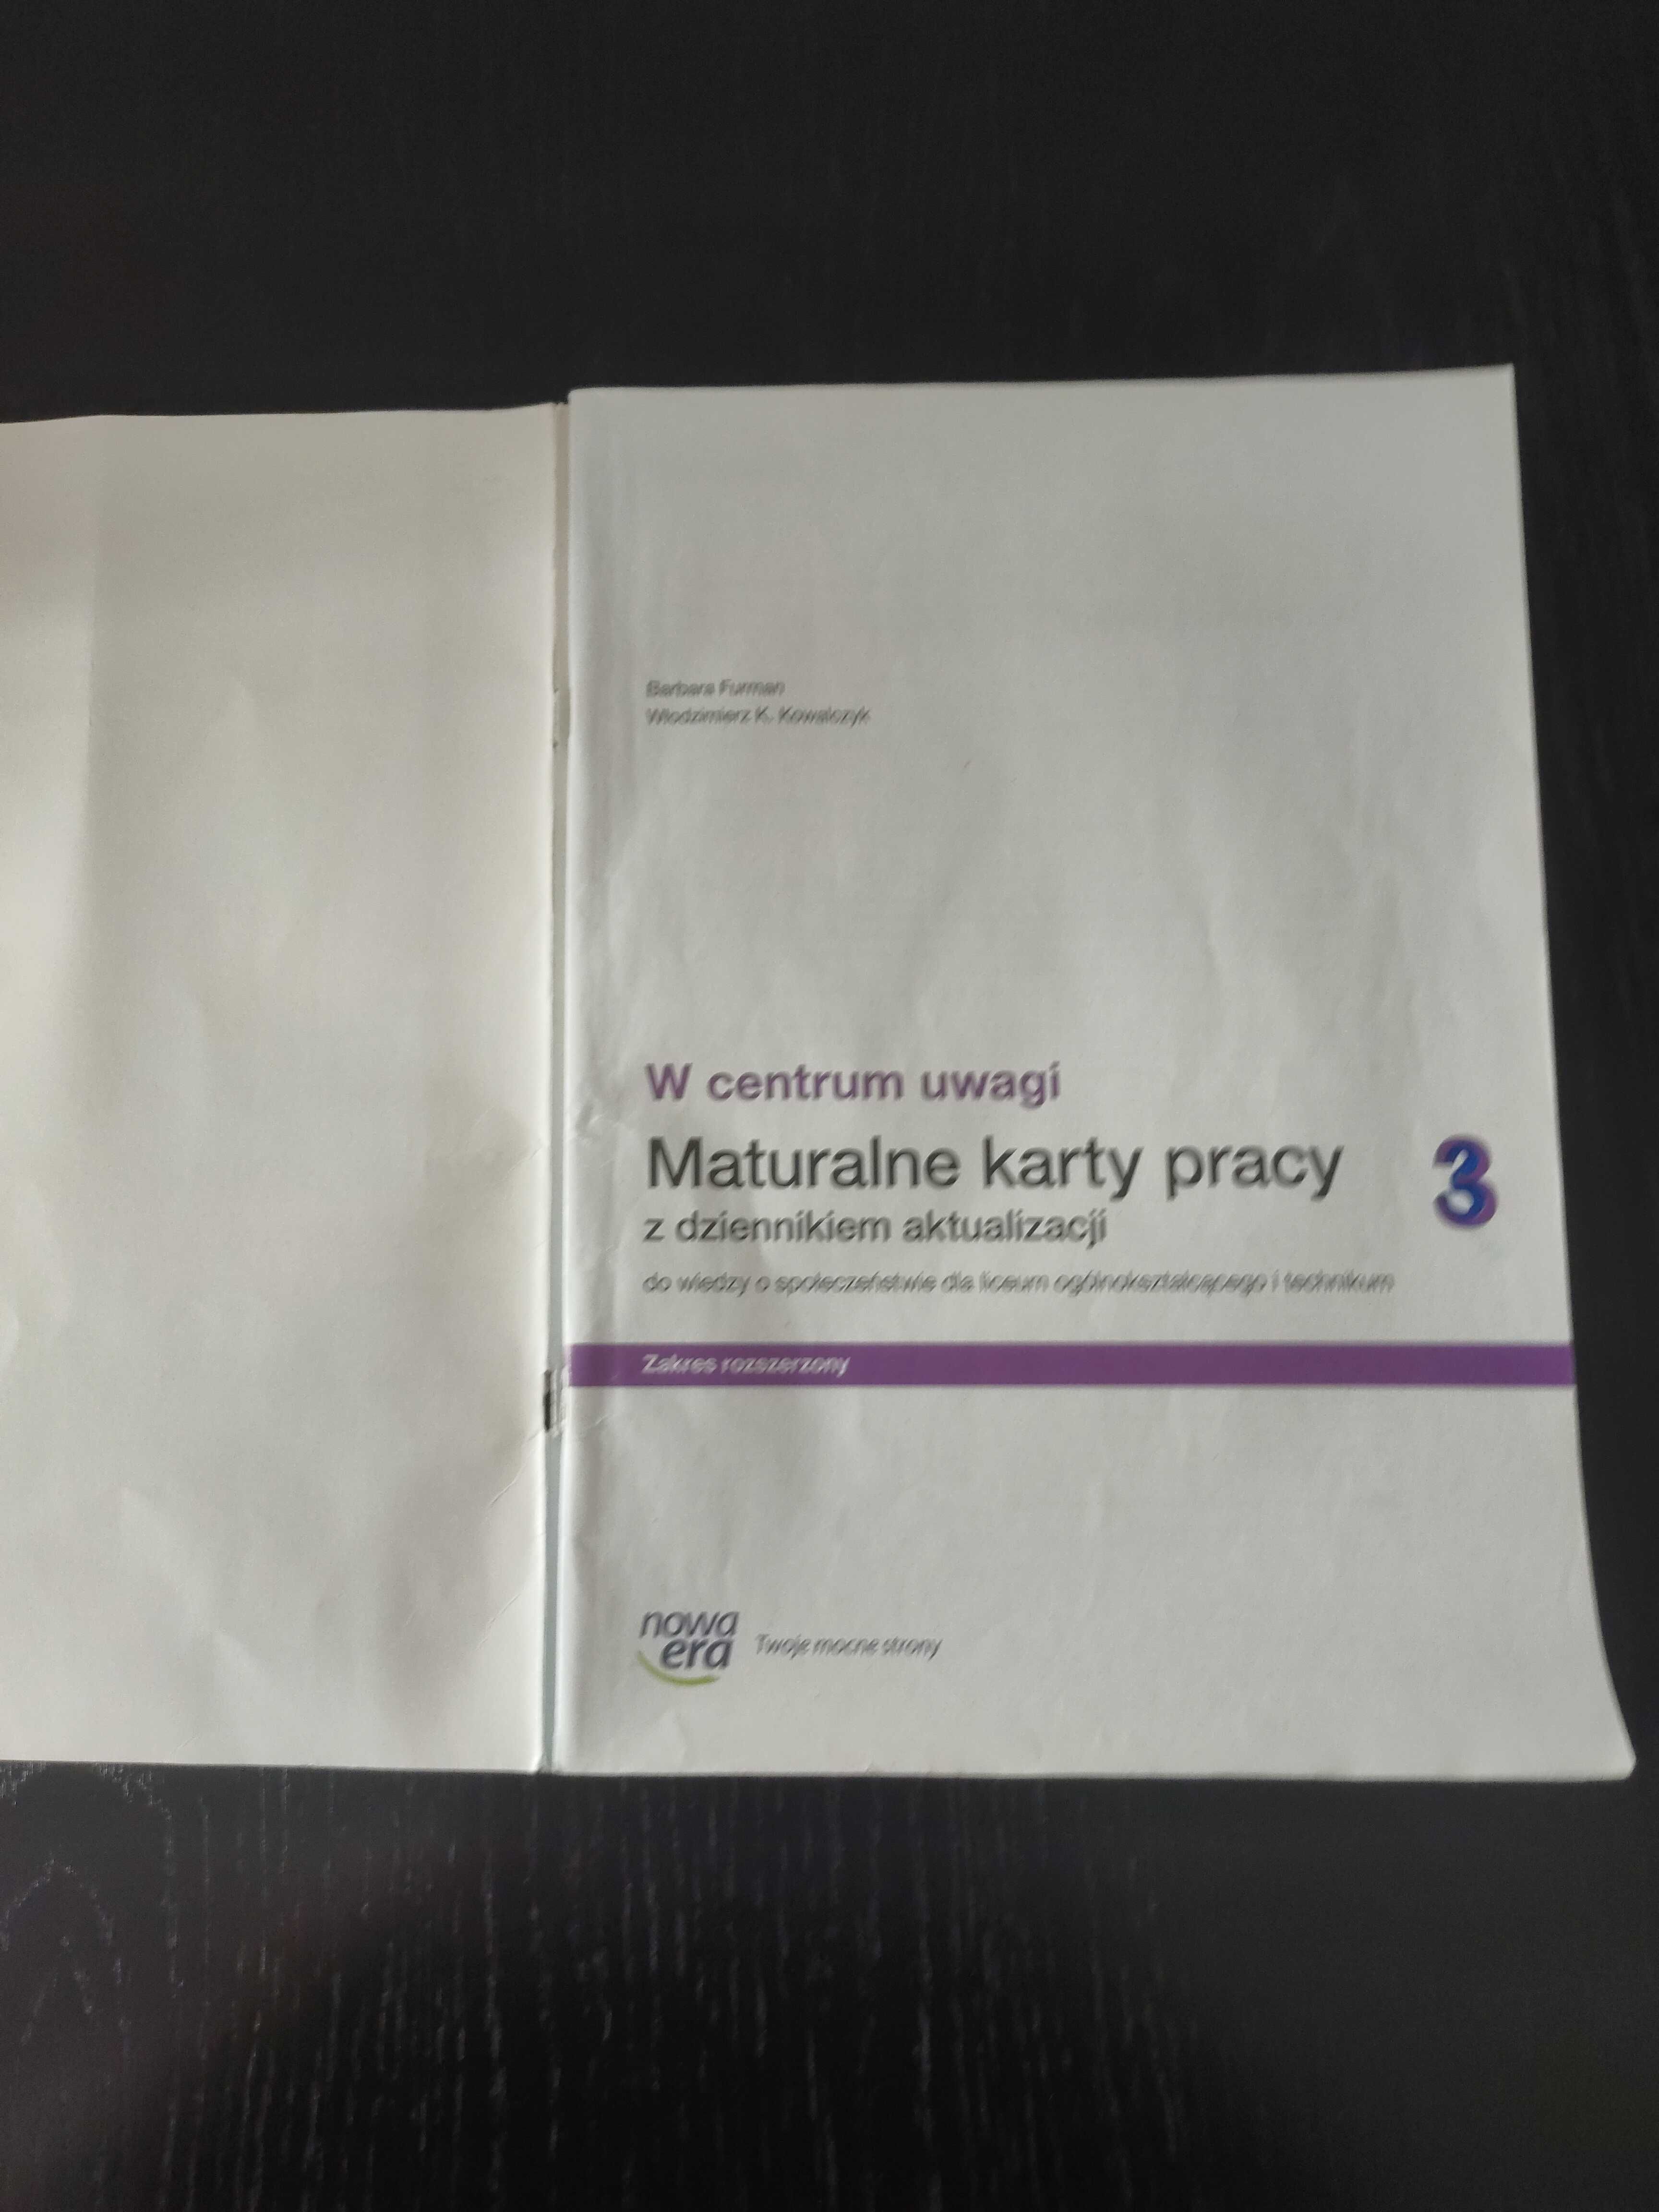 Barbara Furman
Włodzimierz K. Kowalczyk
W centrum uwagi
Maturalne karty pracy 3
z dziennikiem aktualizacji
do wiedzy o społeczeństwie dla liceum ogólnokształcącego i technikum
Zakres rozszerzony
nowa
era Twoje mocne strony